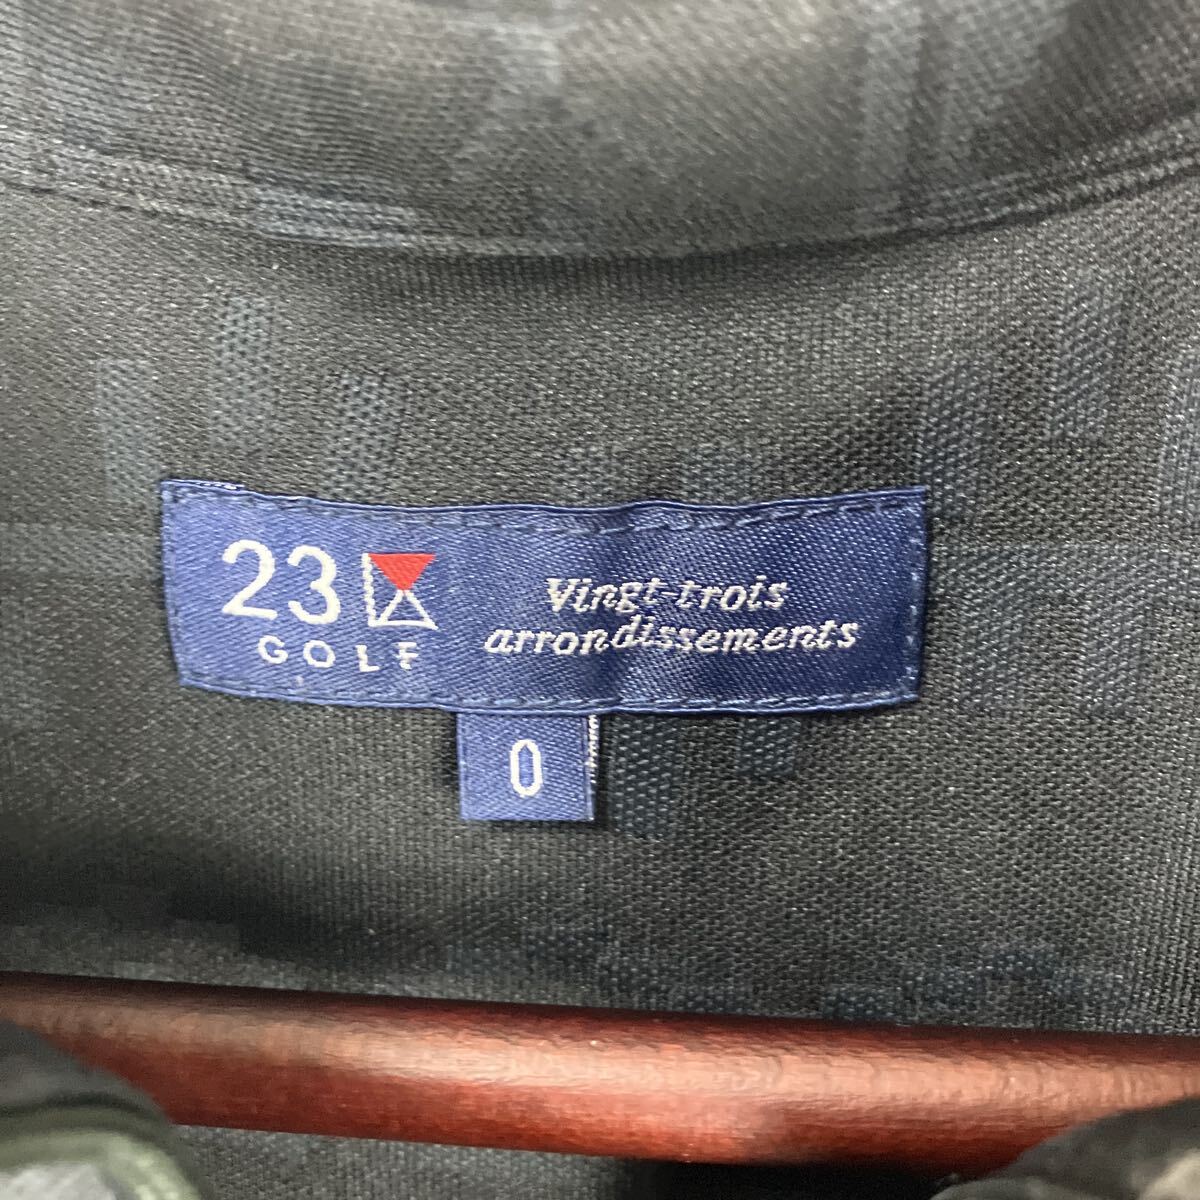 23
GOLF
Vingt-trois
arrondissements
0